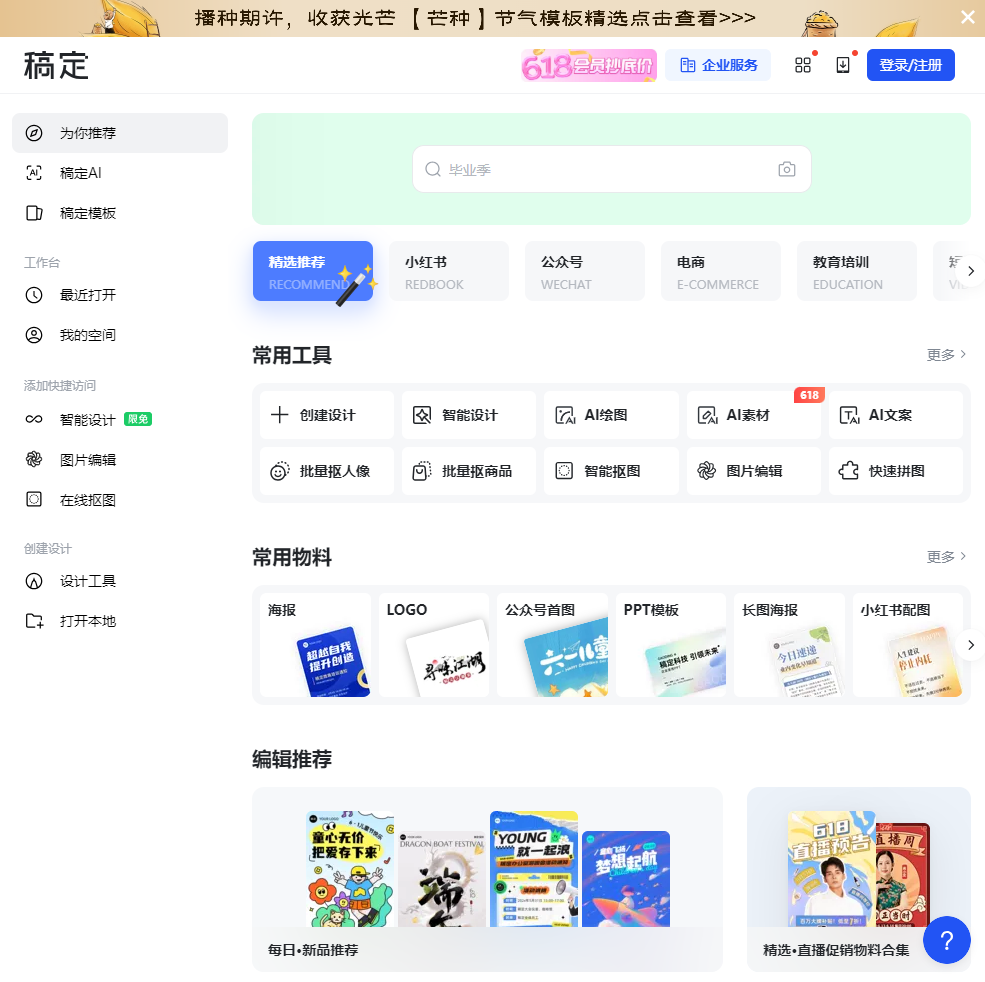 播种期许，收获光芒【芒种】节气模板精选点击查看>>>
稿定
618会员抄底价
企业服务
登录/注册
为你推荐
稿定AI
稿定模板
工作台
最近打开
我的空间
添加快捷访问
智能设计 限免
图片编辑
在线抠图
创建设计
设计工具
打开本地
毕业季
精选推荐
RECOMMEND
小红书
REDBOOK
公众号
WECHAT
电商
E-COMMERCE
教育培训
EDUCATION
常用工具
更多
创建设计
智能设计
AI绘图
AI素材
618
AI文案
批量抠人像
批量抠商品
智能抠图
图片编辑
快速拼图
常用物料
更多
海报
超越自我
提升创造
LOGO
寻味江湖
公众号首图
六一儿童
PPT模板
稿定科技 引领未来
长图海报
今日速递
小红书配图
人生建议
停止内耗
编辑推荐
童心无价
把爱存下来
DRAGON BOAT FESTIVAL
端午
YOUNG
就一起浪
梦想起航
每日•新品推荐
618
直播预告
直播周
精选•直播促销物料合集
?